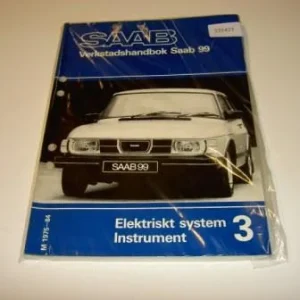 SAAB
Verkstadshandbok Saab 99
SAAB 99
M 1975-84
Elektriskt system
Instrument
3